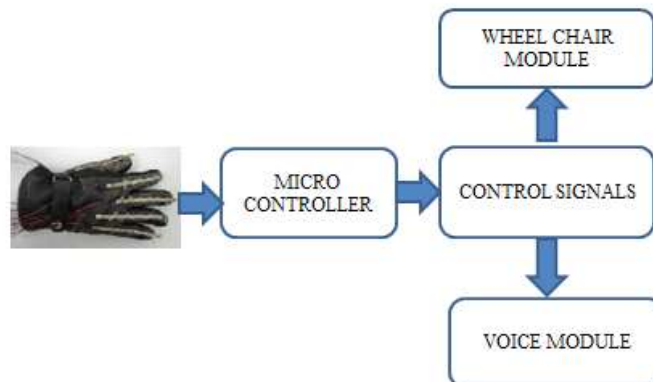 WHEEL CHAIR
MODULE
MICRO
CONTROLLER
CONTROL SIGNALS
VOICE MODULE